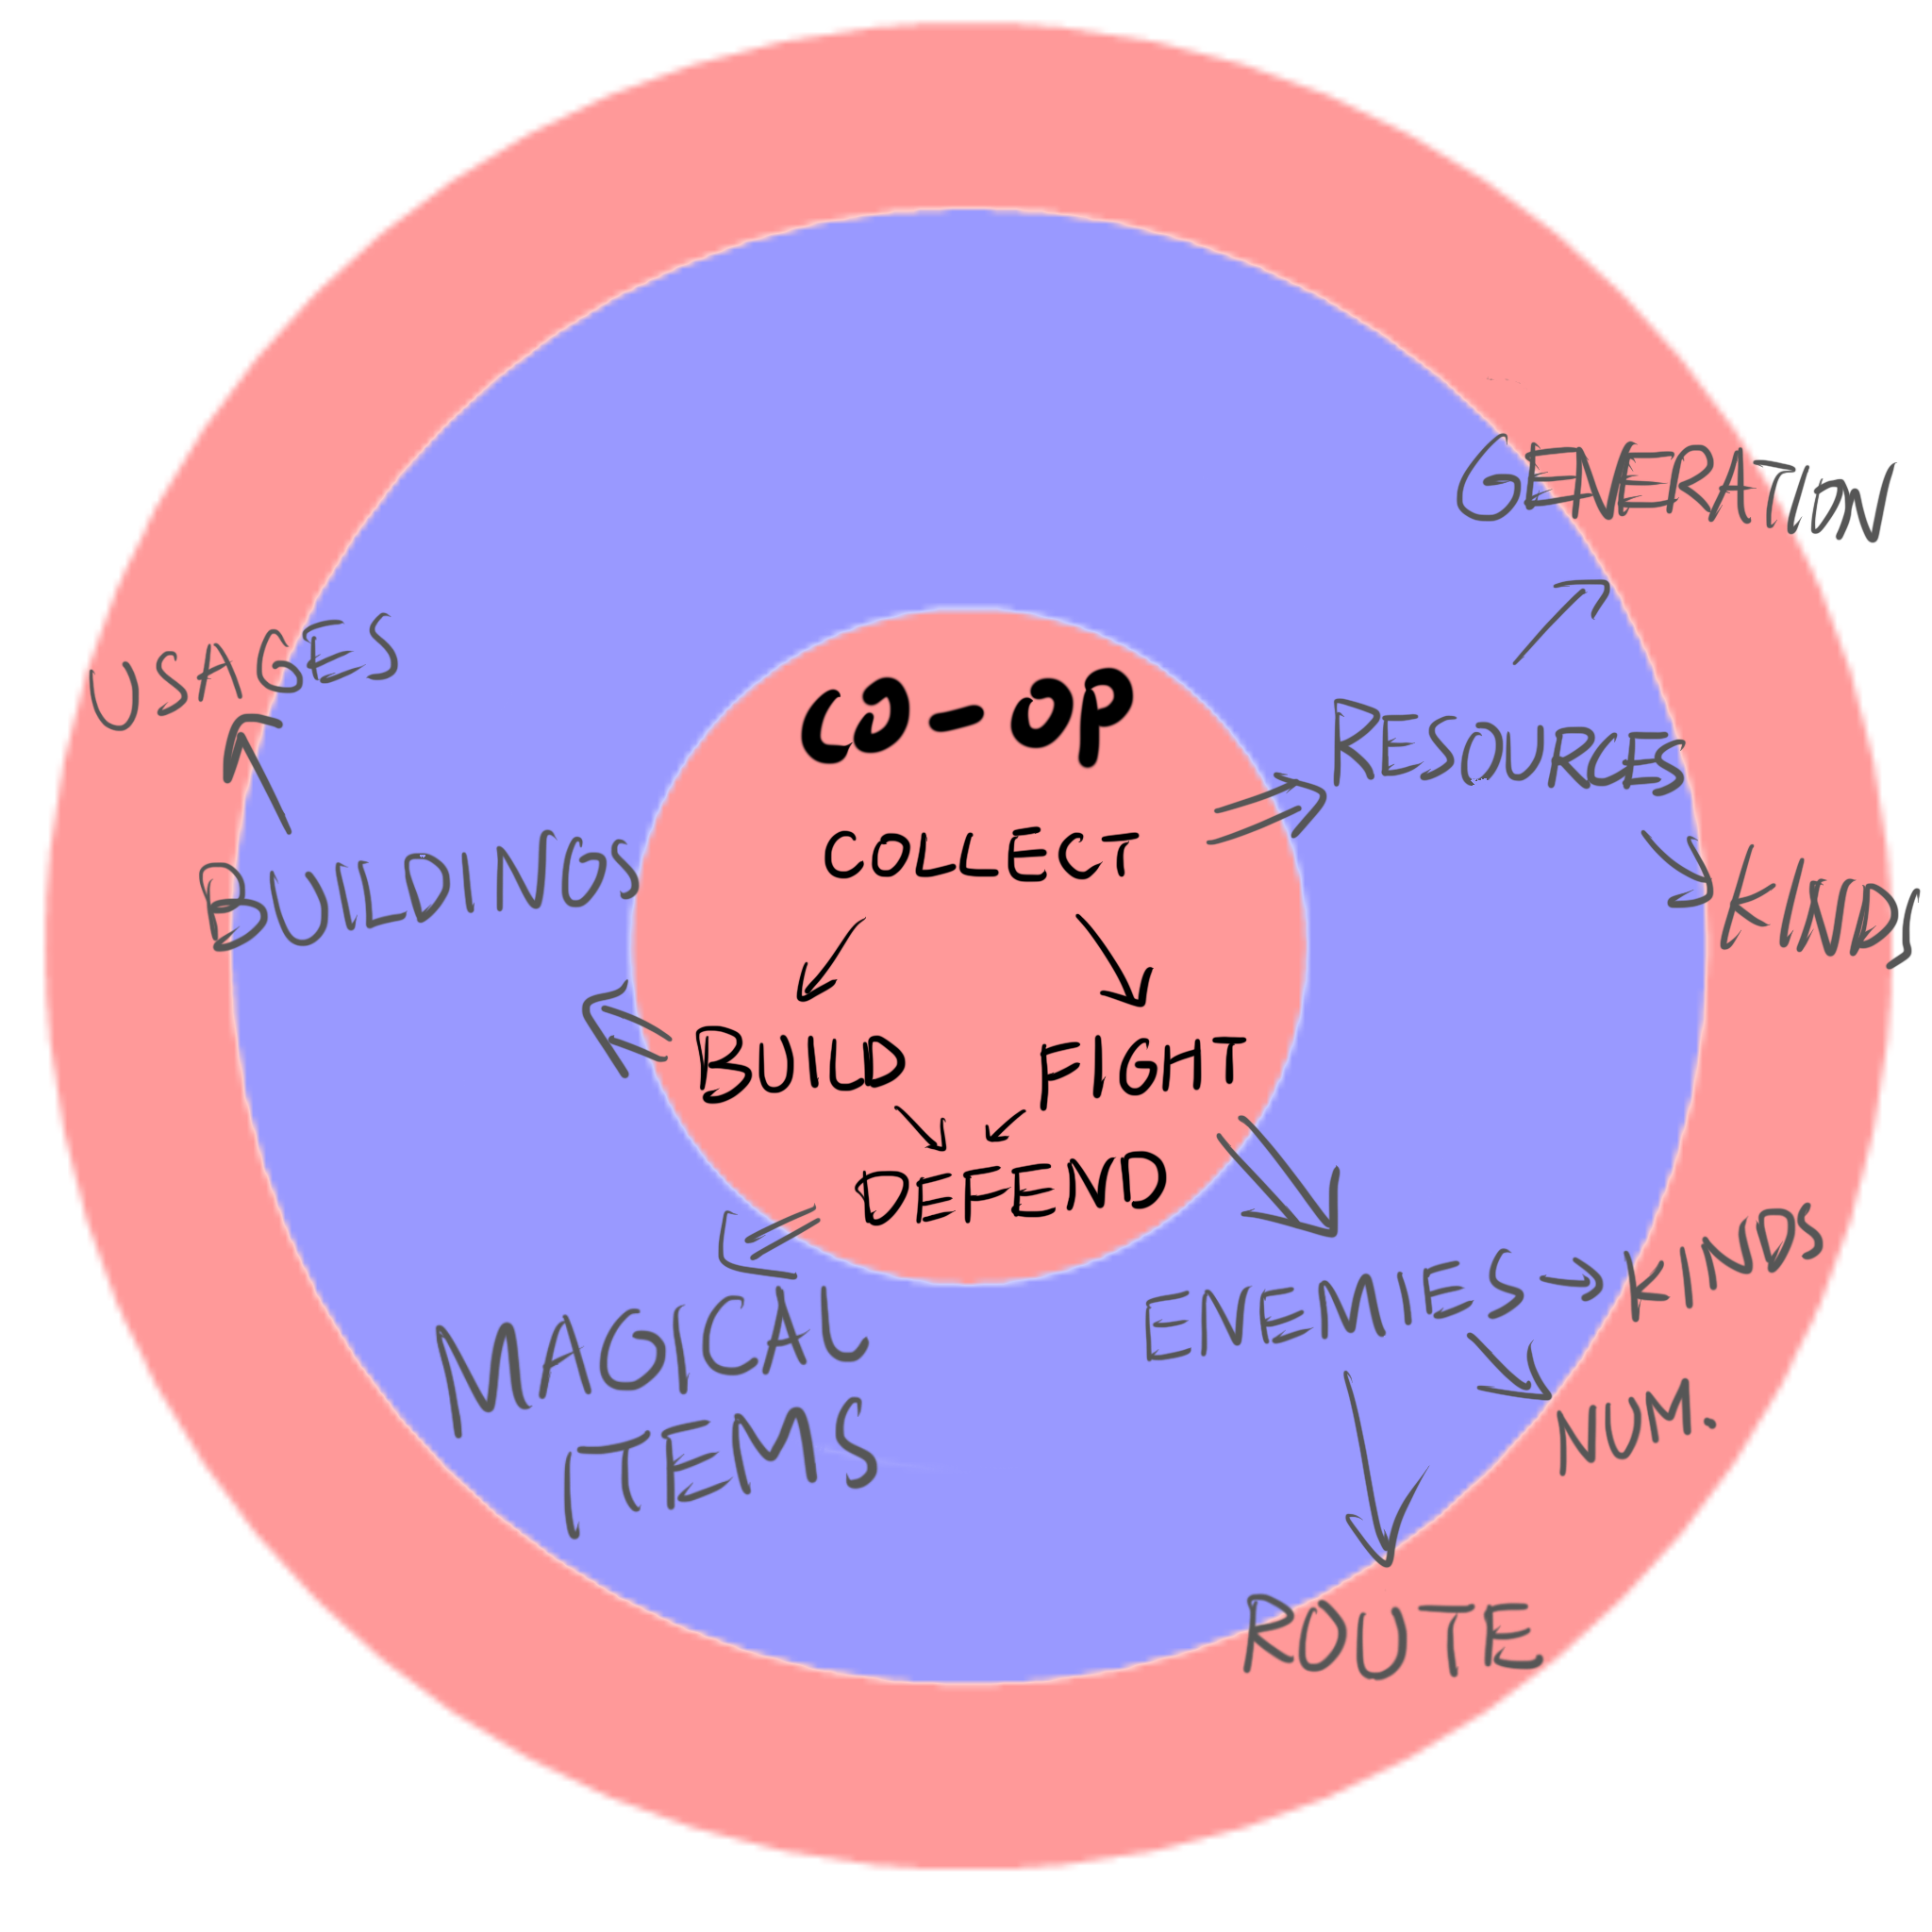 GENERATION
USAGES
CO-OP
RESOURCES
COLLECT
BUILDINGS
KINDS
BUILD
FIGHT
DEFEND
KINDS
ENEMIES
MAGICAL
ITEMS
NUM.
ROUTE